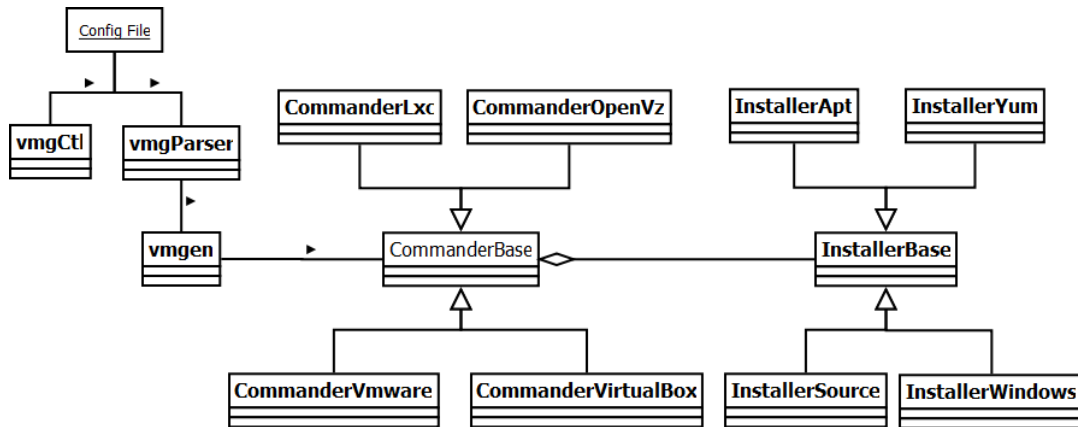 Config File
CommanderLxc
CommanderOpenVz
InstallerApt
InstallerYum
vmgCtl
vmgParser
vmgen
CommanderBase
InstallerBase
CommanderVmware
CommanderVirtualBox
InstallerSource
InstallerWindows